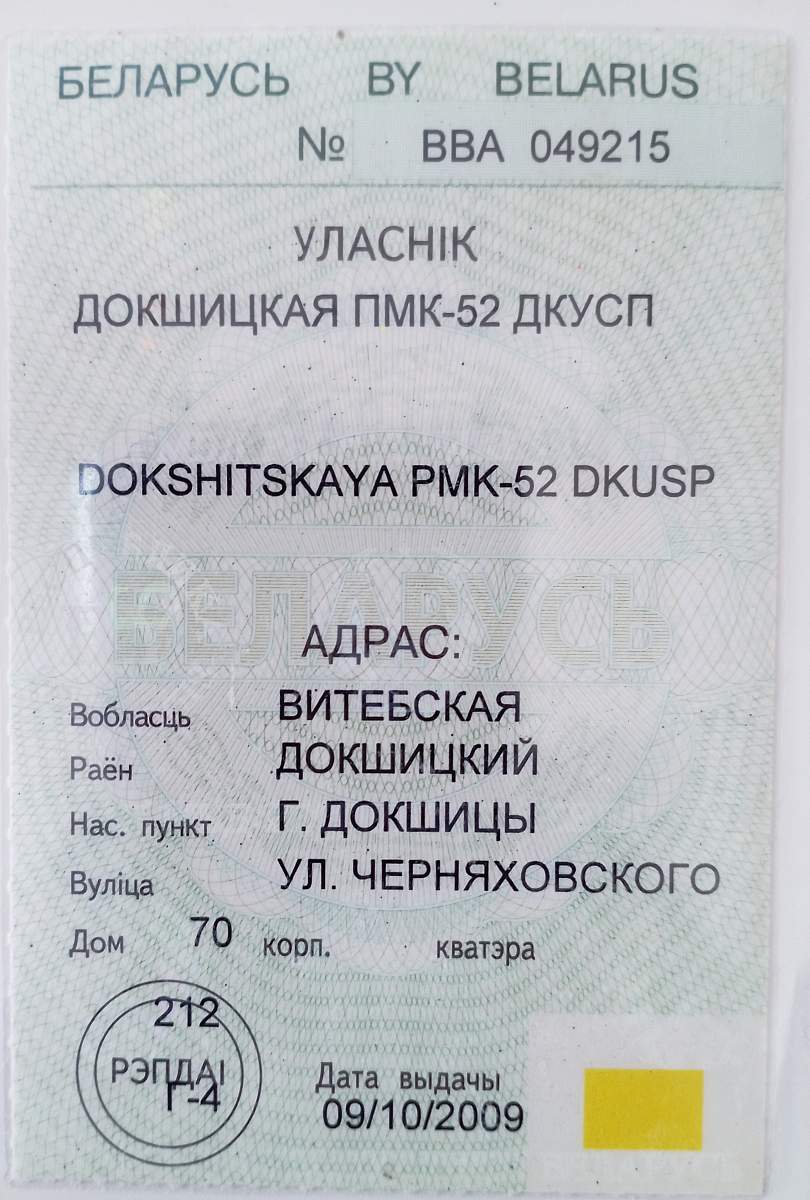 БЕЛАРУСЬ BY BELARUS
№ BBA 049215
УЛАСНІК
ДОКШИЦКАЯ ПМК-52 ДКУСП
DOKSHITSKAYA PMK-52 DKUSP
БЕЛАРУСЬ
АДРАС:
Вобласць ВИТЕБСКАЯ
Раён ДОКШИЦКИЙ
Нас. пункт Г. ДОКШИЦЫ
Вуліца УЛ. ЧЕРНЯХОВСКОГО
Дом 70 корп. кватэра
212
РЭПДАІ
Г-4
Дата выдачы
09/10/2009